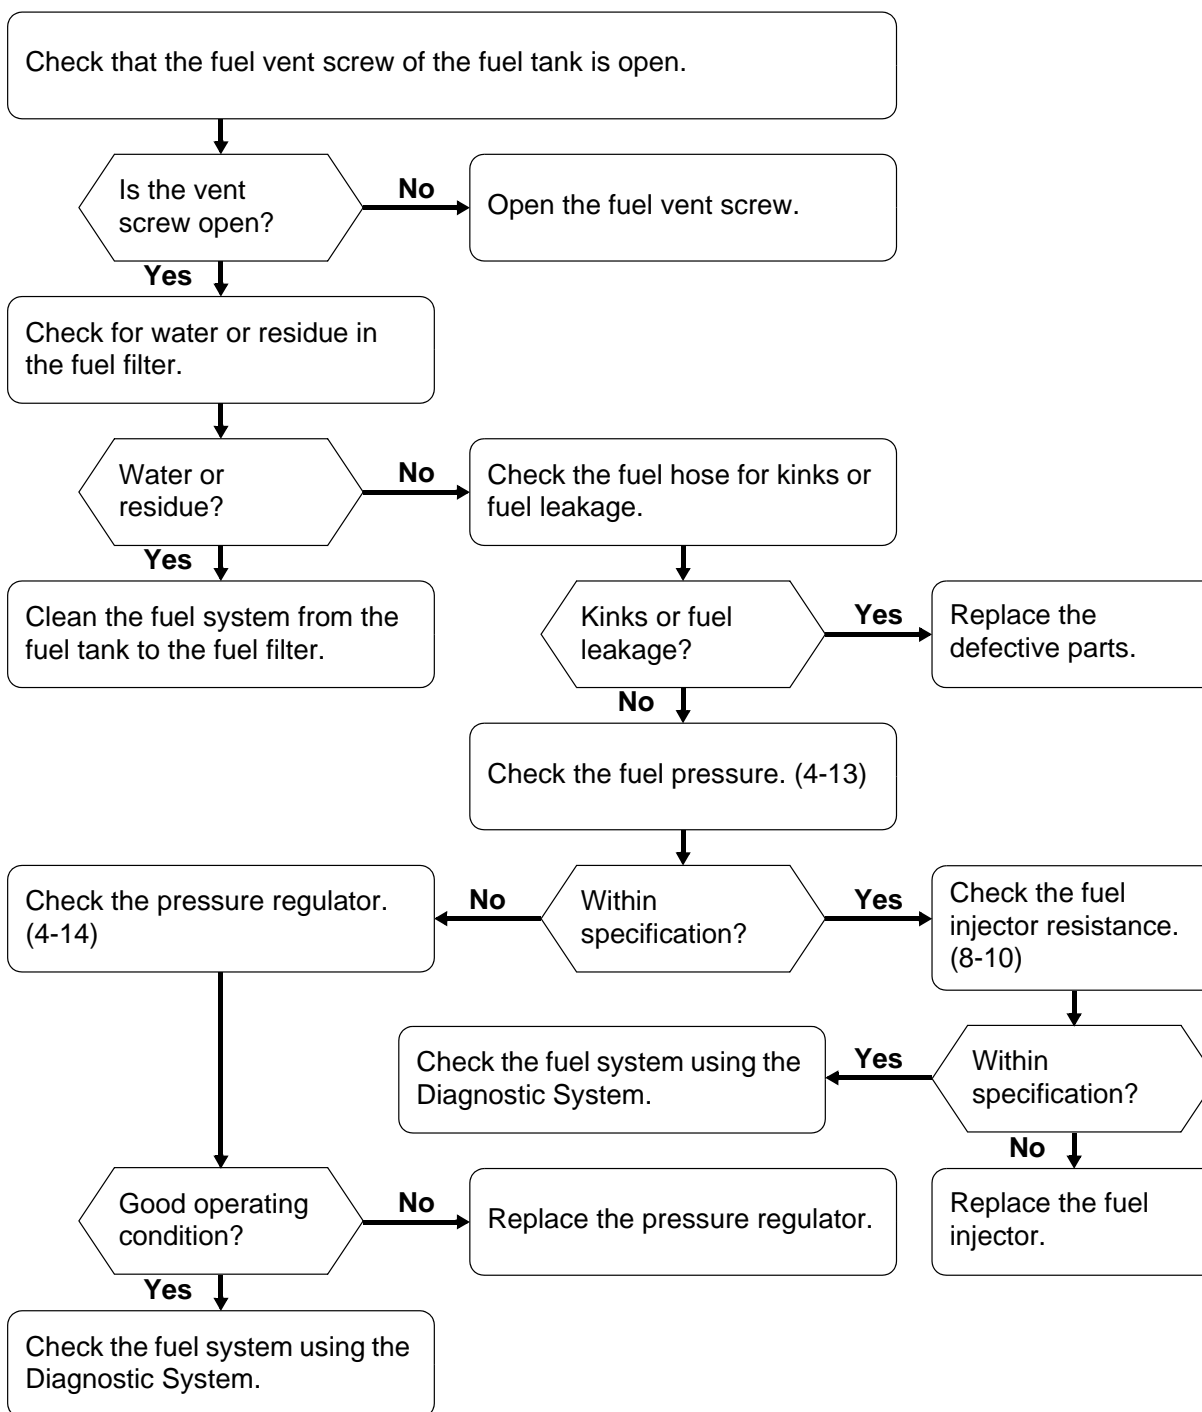 Check that the fuel vent screw of the fuel tank is open.
Is the vent
screw open?
No
Open the fuel vent screw.
Yes
Check for water or residue in
the fuel filter.
Water or
residue?
No
Check the fuel hose for kinks or
fuel leakage.
Yes
Clean the fuel system from the
fuel tank to the fuel filter.
Kinks or fuel
leakage?
Yes
Replace the
defective parts.
No
Check the fuel pressure. (4-13)
Check the pressure regulator.
(4-14)
No
Within
specification?
Yes
Check the fuel
injector resistance.
(8-10)
Check the fuel system using the
Diagnostic System.
Yes
Within
specification?
No
Good operating
condition?
No
Replace the pressure regulator.
Replace the fuel
injector.
Yes
Check the fuel system using the
Diagnostic System.